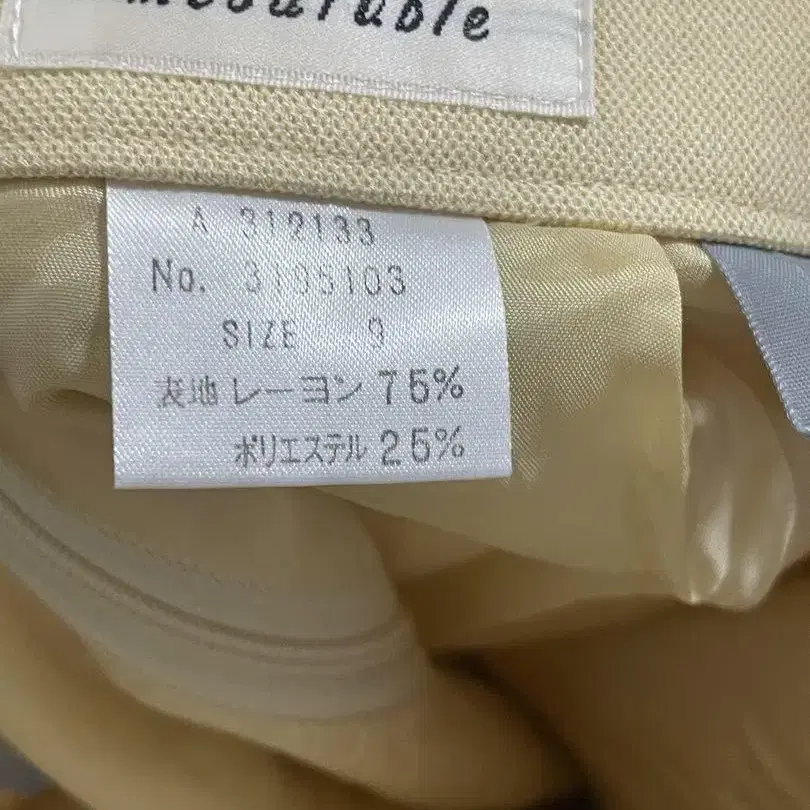 A 312133
No. 3195103
SIZE 9
表地 レーヨン 75%
ポリエステル 25%